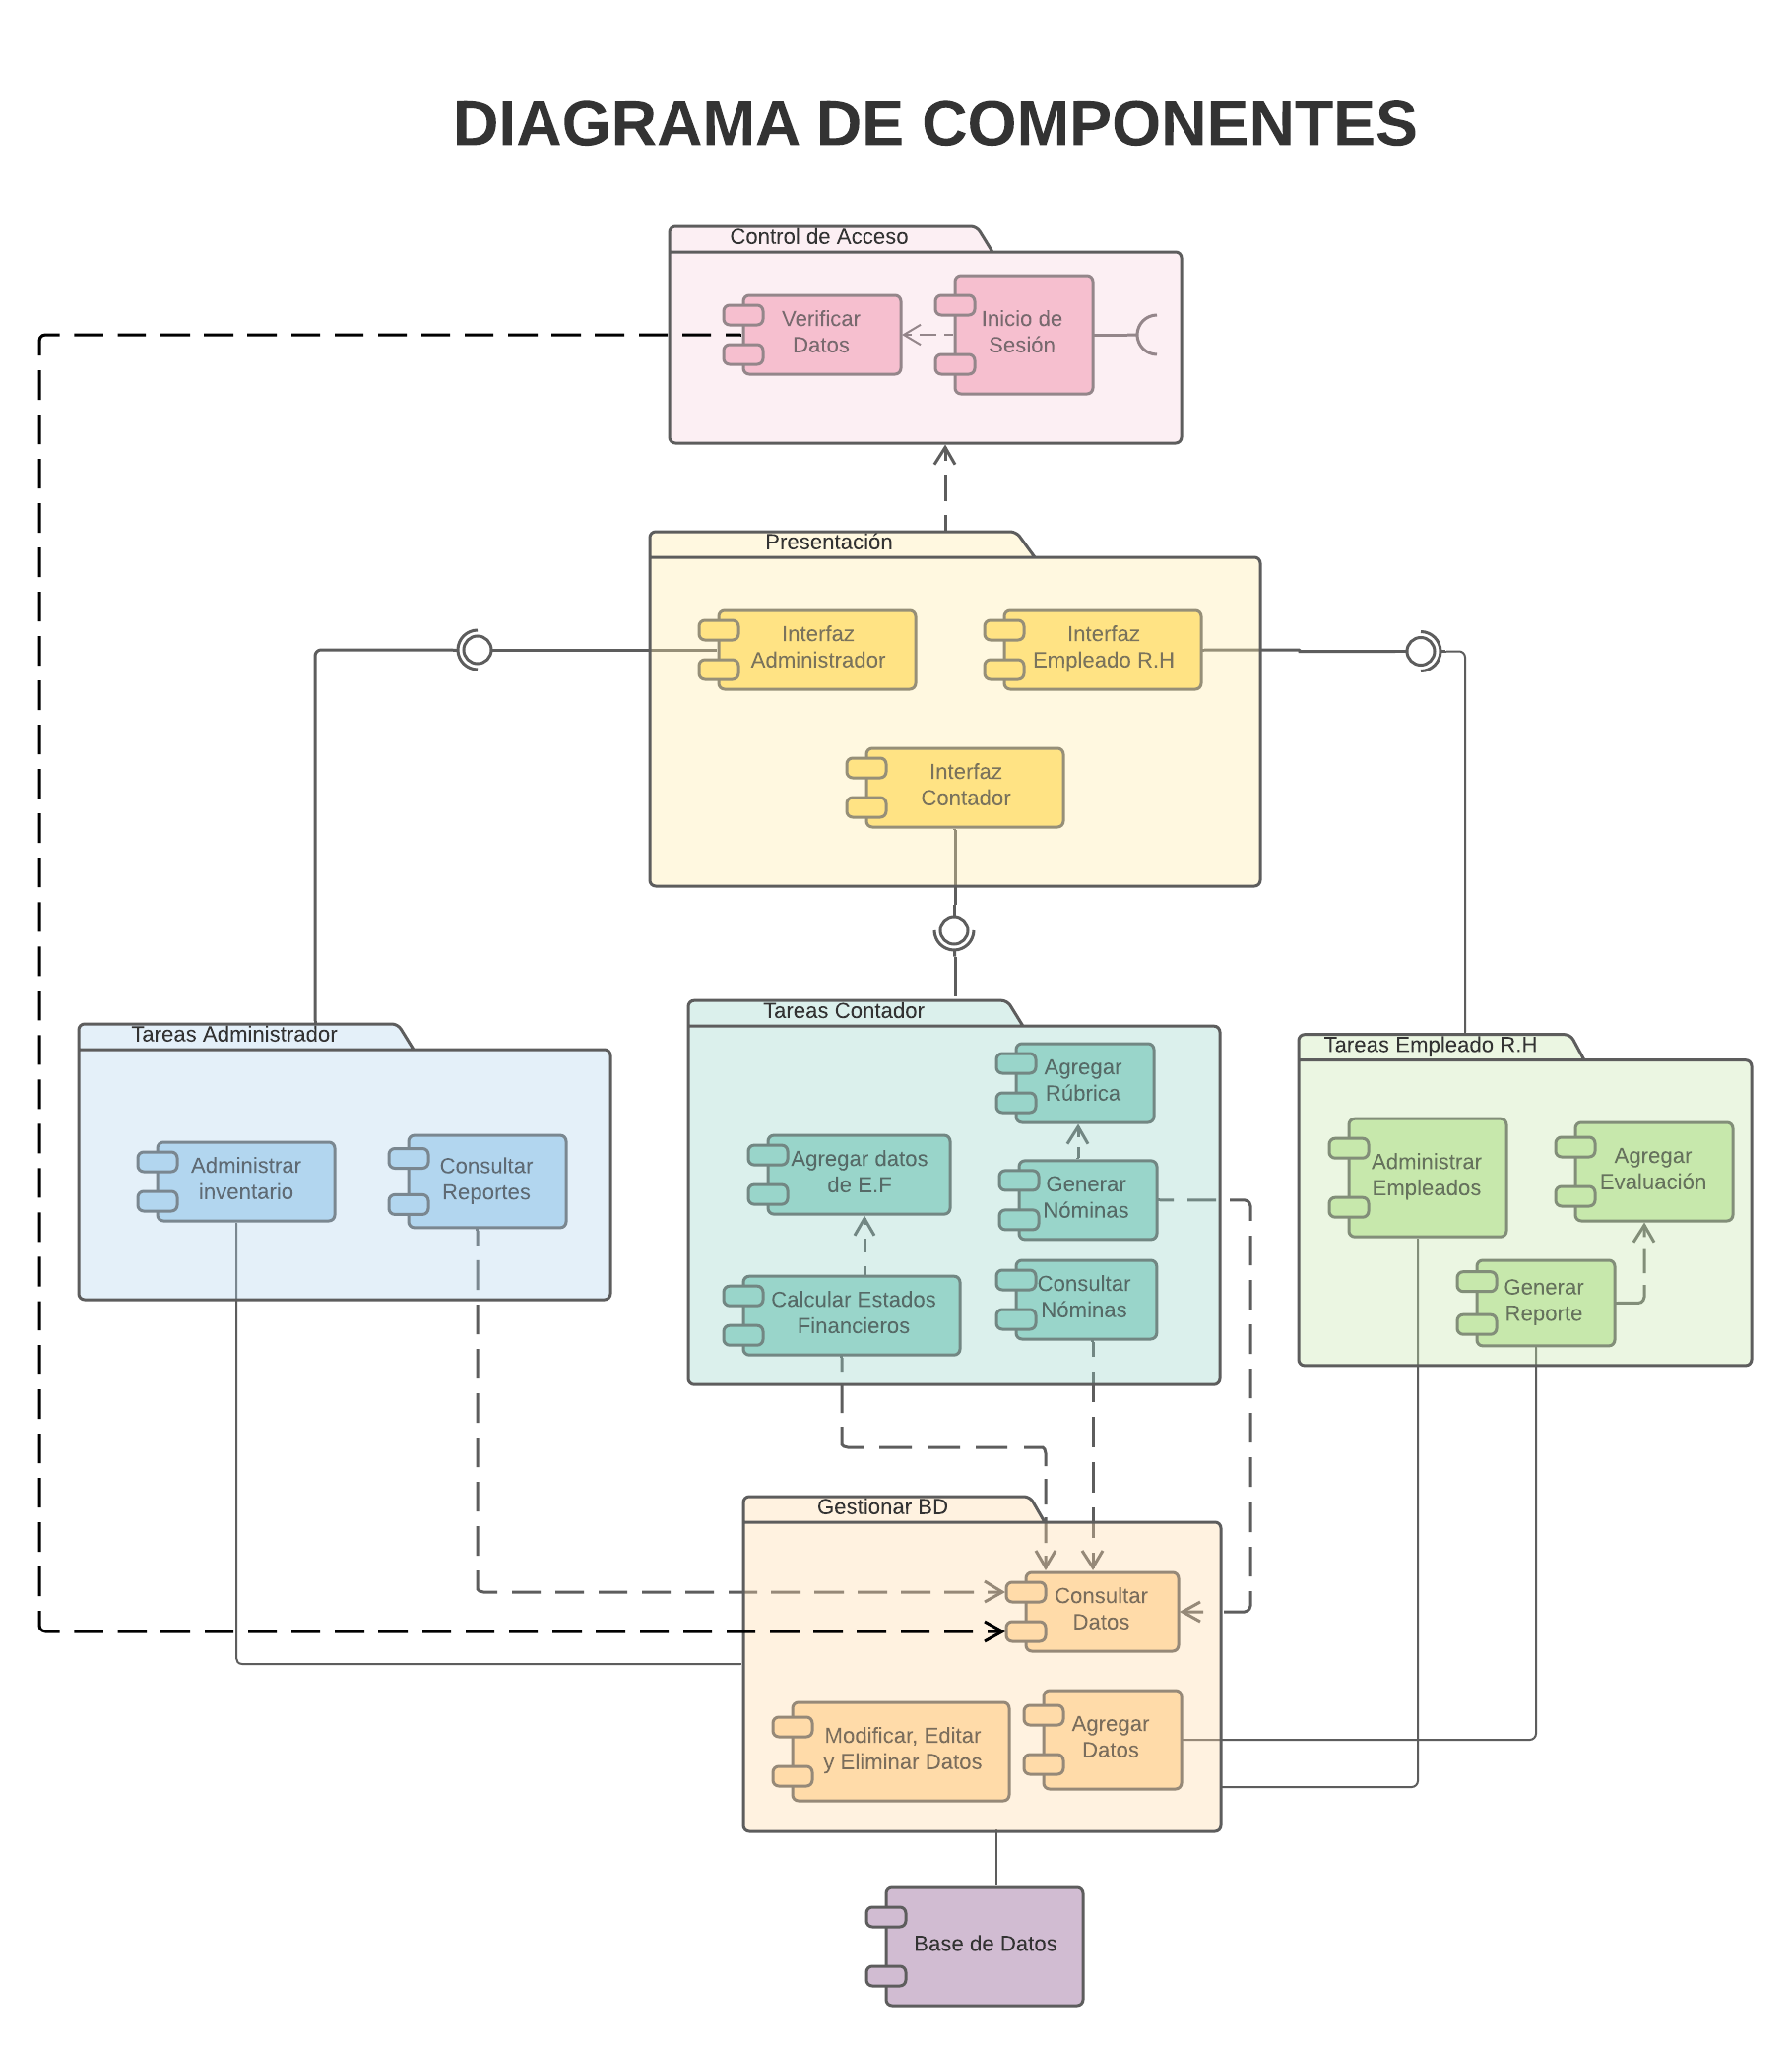 DIAGRAMA DE COMPONENTES
Control de Acceso
Verificar
Datos
Inicio de
Sesión
Presentación
Interfaz
Administrador
Interfaz
Empleado R.H
Interfaz
Contador
Tareas Administrador
Administrar
inventario
Consultar
Reportes
Tareas Contador
Agregar
Rúbrica
Agregar datos
de E.F
Generar
Nóminas
Calcular Estados
Financieros
Consultar
Nóminas
Tareas Empleado R.H
Administrar
Empleados
Agregar
Evaluación
Generar
Reporte
Gestionar BD
Consultar
Datos
Modificar, Editar
y Eliminar Datos
Agregar
Datos
Base de Datos